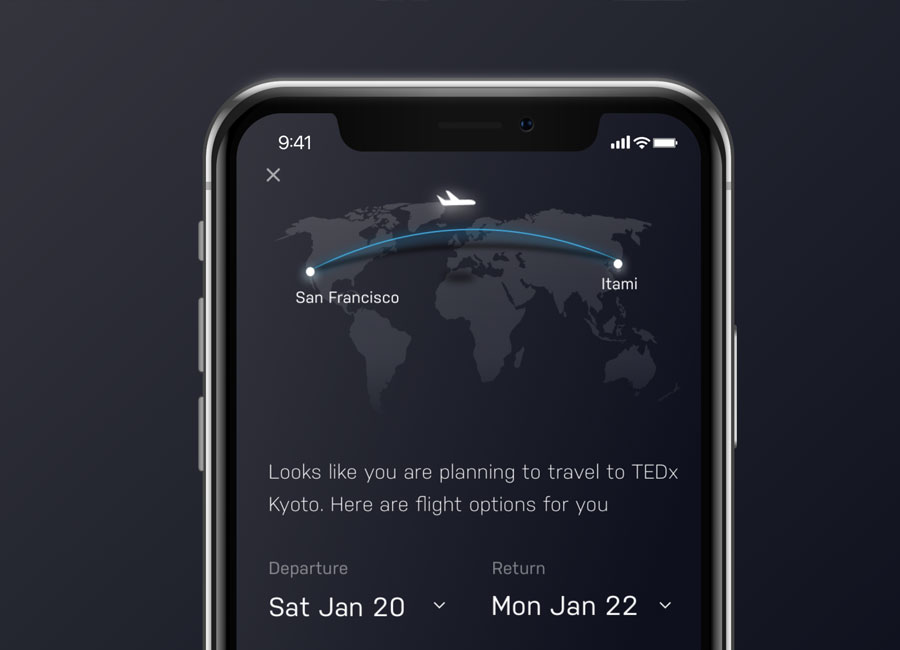 9:41
San Francisco
Itami
Looks like you are planning to travel to TEDx
Kyoto. Here are flight options for you
Departure Return
Sat Jan 20 Mon Jan 22